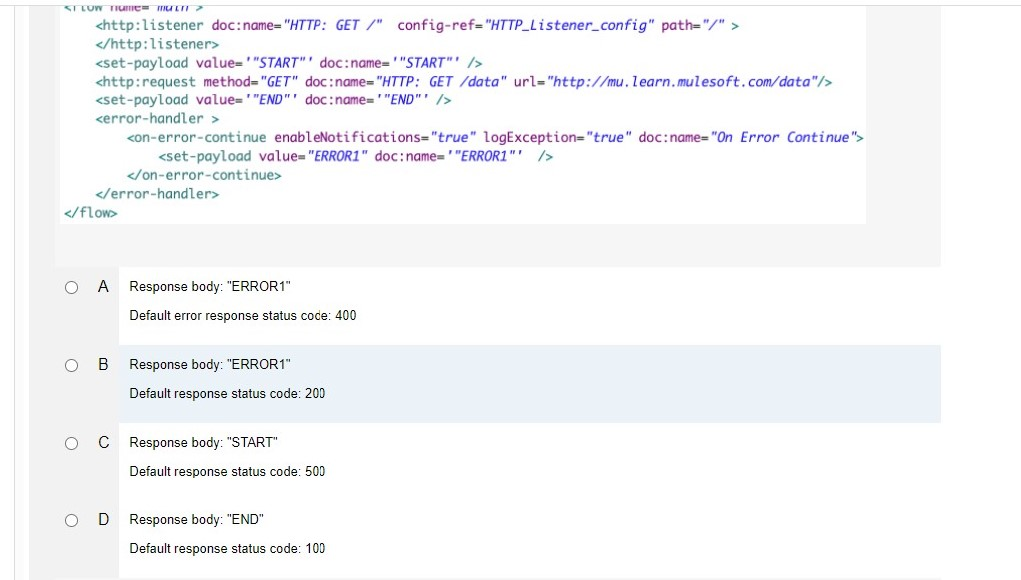 <http:listener doc:name="HTTP: GET /" config-ref="HTTP_Listener_config" path="/" >
</http:listener>
<set-payload value='"START"' doc:name='"START"' />
<http:request method="GET" doc:name="HTTP: GET /data" url="http://mu.learn.mulesoft.com/data"/>
<set-payload value='"END"' doc:name='"END"' />
<error-handler >
<on-error-continue enableNotifications="true" logException="true" doc:name="On Error Continue">
<set-payload value="ERROR1" doc:name='"ERROR1"' />
</on-error-continue>
</error-handler>
</flow>
A Response body: "ERROR1"
Default error response status code: 400
B Response body: "ERROR1"
Default response status code: 200
C Response body: "START"
Default response status code: 500
D Response body: "END"
Default response status code: 100